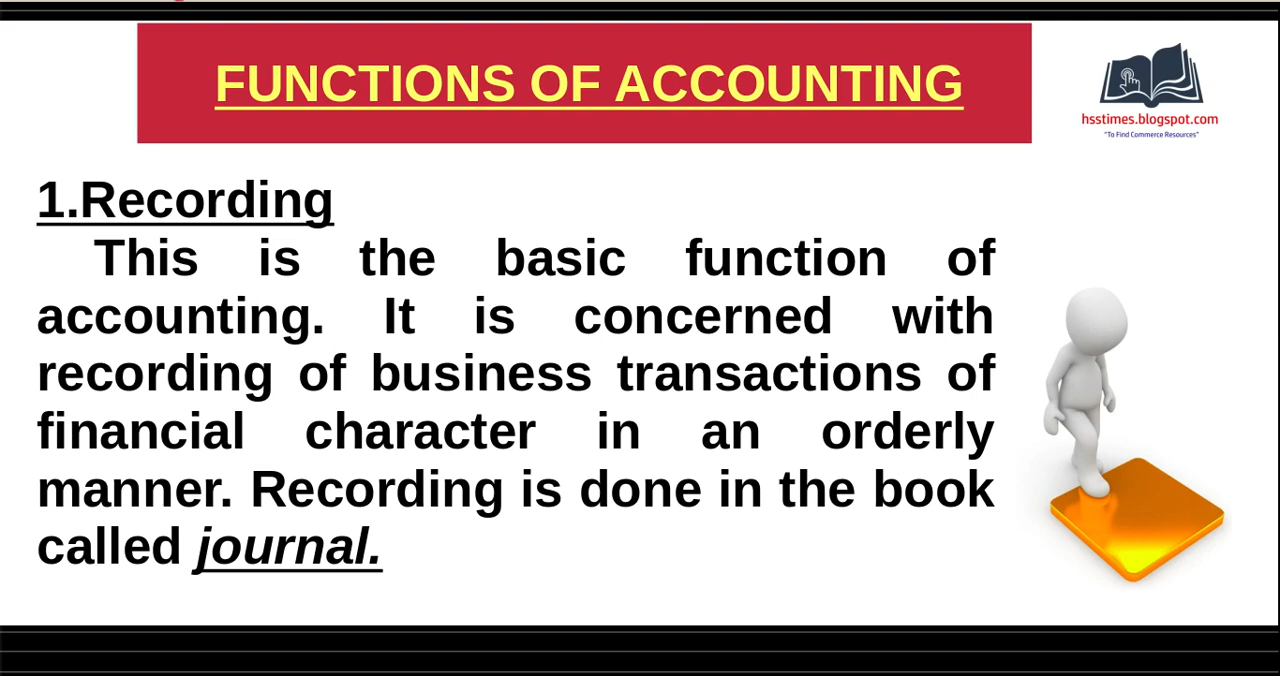 FUNCTIONS OF ACCOUNTING
hsstimes.blogspot.com
"To Find Commerce Resources"
1.Recording
This is the basic function of
accounting. It is concerned with
recording of business transactions of
financial character in an orderly
manner. Recording is done in the book
called journal.